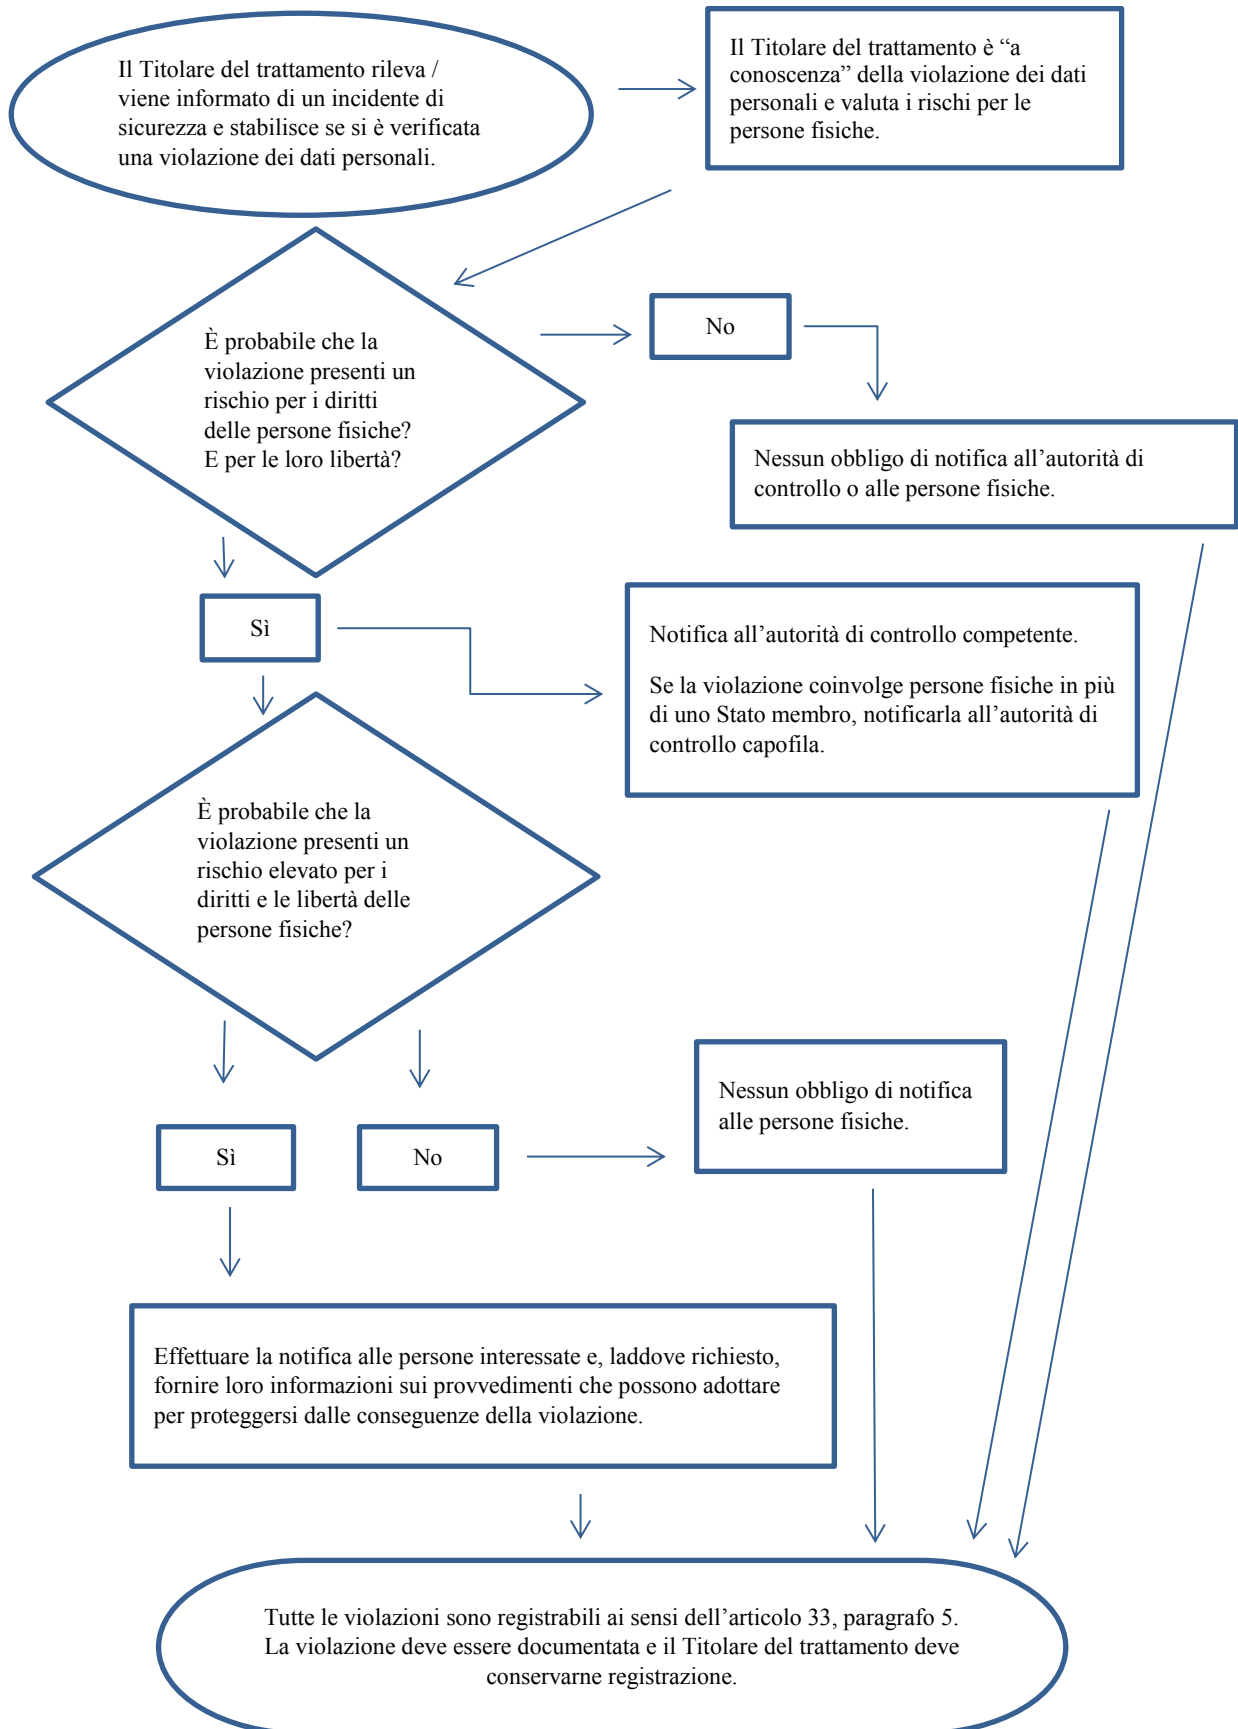 Il Titolare del trattamento rileva /
viene informato di un incidente di
sicurezza e stabilisce se si è verificata
una violazione dei dati personali.
Il Titolare del trattamento è “a
conoscenza” della violazione dei dati
personali e valuta i rischi per le
persone fisiche.
È probabile che la
violazione presenti un
rischio per i diritti
delle persone fisiche?
E per le loro libertà?
No
Nessun obbligo di notifica all’autorità di
controllo o alle persone fisiche.
Sì
Notifica all’autorità di controllo competente.
Se la violazione coinvolge persone fisiche in più
di uno Stato membro, notificarla all’autorità di
controllo capofila.
È probabile che la
violazione presenti un
rischio elevato per i
diritti e le libertà delle
persone fisiche?
Sì
No
Nessun obbligo di notifica
alle persone fisiche.
Effettuare la notifica alle persone interessate e, laddove richiesto,
fornire loro informazioni sui provvedimenti che possono adottare
per proteggersi dalle conseguenze della violazione.
Tutte le violazioni sono registrabili ai sensi dell’articolo 33, paragrafo 5.
La violazione deve essere documentata e il Titolare del trattamento deve
conservarne registrazione.